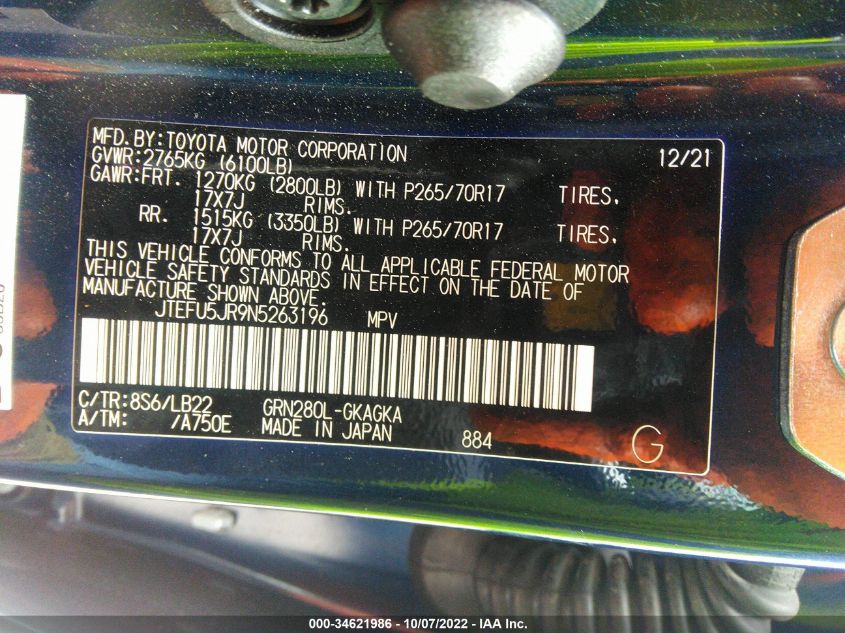 MFD. BY: TOYOTA MOTOR CORPORATION 12/21
GVWR: 2765KG (6100LB)
GAWR: FRT. 1270KG (2800LB) WITH P265/70R17 TIRES,
17X7J RIMS.
RR. 1515KG (3350LB) WITH P265/70R17 TIRES,
17X7J RIMS.
THIS VEHICLE CONFORMS TO ALL APPLICABLE FEDERAL MOTOR
VEHICLE SAFETY STANDARDS IN EFFECT ON THE DATE OF
MANUFACTURE SHOWN ABOVE.
JTEFU5JR9N5263196 MPV
C/TR: 8S6/LB22 GRN280L-GKAGKA
A/TM: /A750E MADE IN JAPAN 884 G
000-34621986 - 10/07/2022 - IAA Inc.